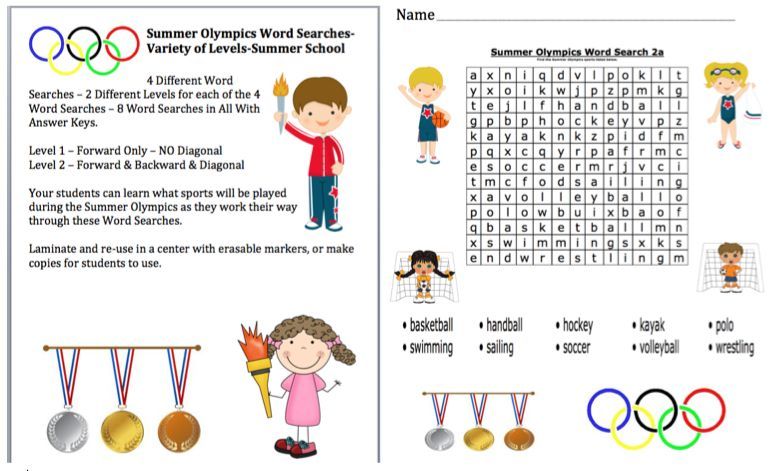 Summer Olympics Word Searches-
Variety of Levels-Summer School
4 Different Word
Searches – 2 Different Levels for each of the 4
Word Searches – 8 Word Searches in All With
Answer Keys.
Level 1 – Forward Only – NO Diagonal
Level 2 – Forward & Backward & Diagonal
Your students can learn what sports will be played
during the Summer Olympics as they work their way
through these Word Searches.
Laminate and re-use in a center with erasable markers, or make
copies for students to use.
Name
Summer Olympics Word Search 2a
Find the Summer Olympics sports listed below.
a x n i q d v l p o k l t
y x o i k w j p z p m k g
t e j l f h a n d b a l l
g p b p h o c k e y v p z
k a y a k n k z p i d f m
p q x c q y r p a f r m c
e s o c c e r m r j v c i
t m c f o d s a i l i n g
x a v o l l e y b a l l o
p o l o w b u i x b a o f
q b a s k e t b a l l m n
x s w i m m i n g s x k s
e n d w r e s t l i n g m
• basketball • handball • hockey • kayak • polo
• swimming • sailing • soccer • volleyball • wrestling